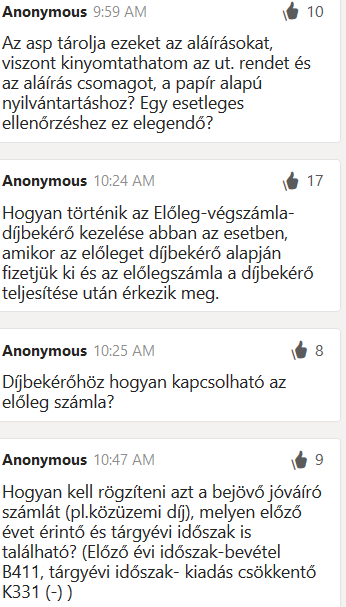 Anonymous 9:59 AM 10
Az asp tárolja ezeket az aláírásokat,
viszont kinyomtathatom az ut. rendet és
az aláírás csomagot, a papír alapú
nyilvántartáshoz? Egy esetleges
ellenőrzéshez ez elegendő?
Anonymous 10:24 AM 17
Hogyan történik az Előleg-végszámla-
díjbekérő kezelése abban az esetben,
amikor az előleget díjbekérő alapján
fizetjük ki és az előlegszámla a díjbekérő
teljesítése után érkezik meg.
Anonymous 10:25 AM 8
Díjbekérőhöz hogyan kapcsolható az
előleg számla?
Anonymous 10:47 AM 9
Hogyan kell rögzíteni azt a bejövő jóváíró
számlát (pl.közüzemi díj), melyen előző
évet érintő és tárgyévi időszak is
található? (Előző évi időszak-bevétel
B411, tárgyévi időszak- kiadás csökkentő
K331 (-) )